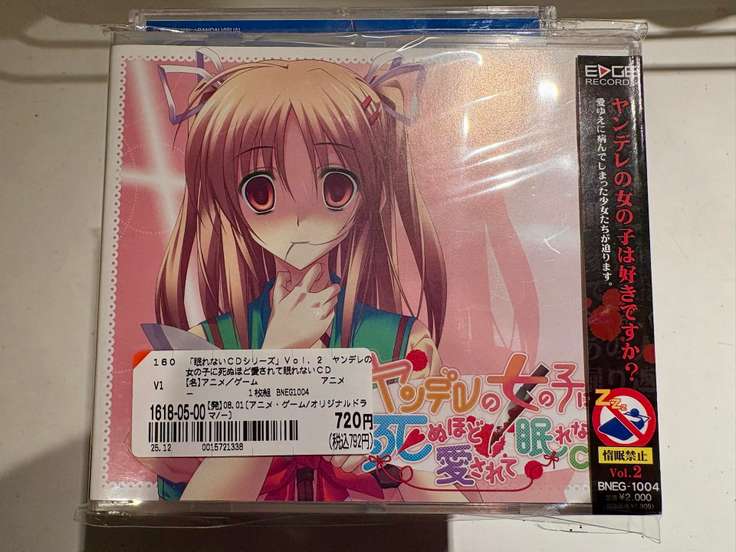 BANDAI VISUAL
EDGE
RECORDS
ヤンデレの女の子は好きですか?
愛ゆえに病んでしまった少女たちが迫ります。
ヤンデレの女の子に
死ぬほど
愛されて
眠れな
C
160 「眠れないCDシリーズ」Vol.2 ヤンデレの
女の子に死ぬほど愛されて眠れないCD
V1 [名]アニメ/ゲーム アニメ
— 1枚組 BNEG1004
1618-05-00 [発]08.01[アニメ・ゲーム/オリジナルドラ
マ/-]
720円
(税込792円)
25.12 0015721338
Zzz
惰眠禁止
Vol.2
BNEG-1004
¥2,000